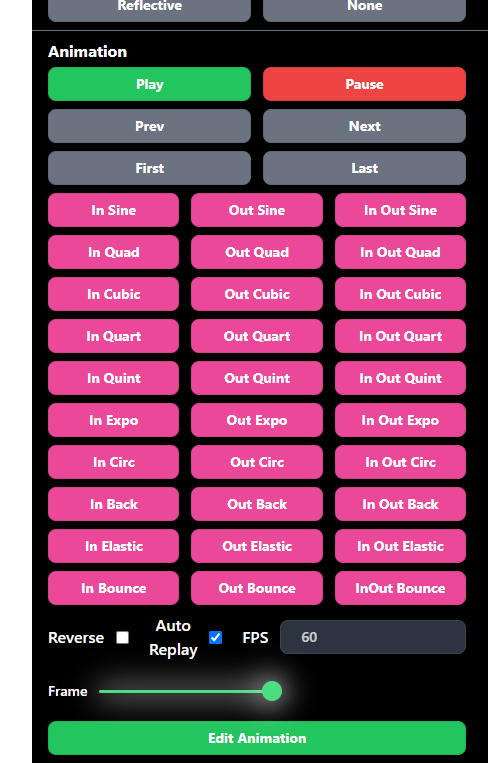 Reflective None
Animation
Play Pause
Prev Next
First Last
In Sine Out Sine In Out Sine
In Quad Out Quad In Out Quad
In Cubic Out Cubic In Out Cubic
In Quart Out Quart In Out Quart
In Quint Out Quint In Out Quint
In Expo Out Expo In Out Expo
In Circ Out Circ In Out Circ
In Back Out Back In Out Back
In Elastic Out Elastic In Out Elastic
In Bounce Out Bounce InOut Bounce
Reverse Auto
Replay FPS 60
Frame
Edit Animation